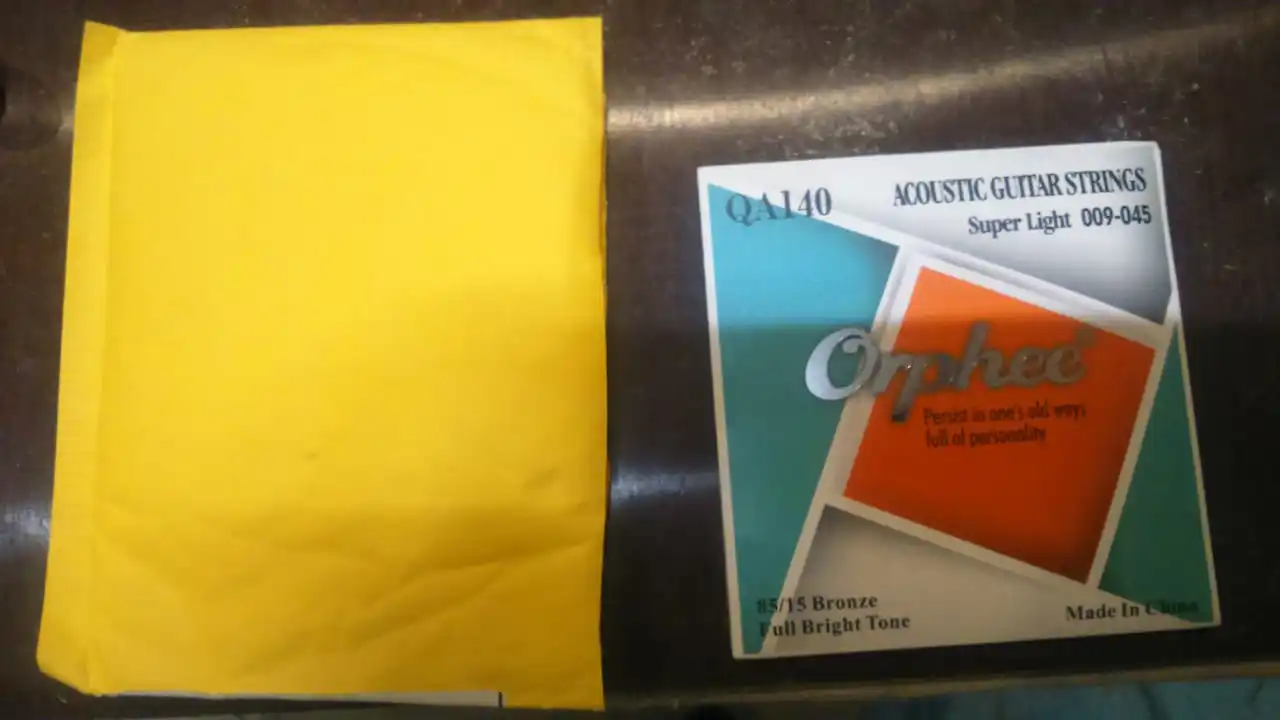 QA140
ACOUSTIC GUITAR STRINGS
Super Light 009-045
Orphee
Persist in one's old ways
full of personality
85/15 Bronze
Full Bright Tone
Made In China